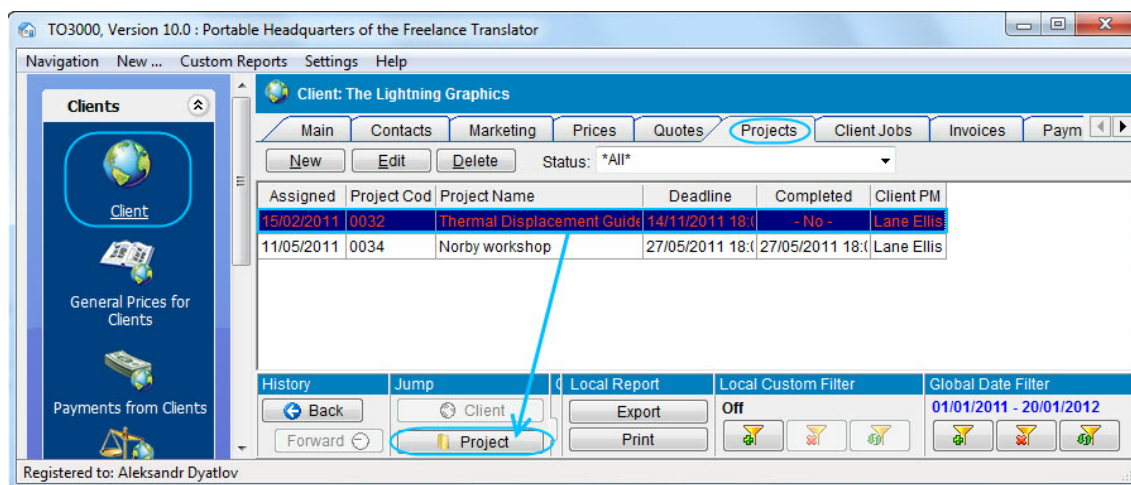 TO3000, Version 10.0 : Portable Headquarters of the Freelance Translator
Navigation New ... Custom Reports Settings Help
Clients
Client
General Prices for
Clients
Payments from Clients
Client: The Lightning Graphics
Main Contacts Marketing Prices Quotes Projects Client Jobs Invoices Paym
New Edit Delete Status: *All*
Assigned Project Cod Project Name Deadline Completed Client PM
15/02/2011 0032 Thermal Displacement Guide 14/11/2011 18:( - No - Lane Ellis
11/05/2011 0034 Norby workshop 27/05/2011 18:( 27/05/2011 18:( Lane Ellis
History Jump Local Report Local Custom Filter Global Date Filter
Back Client Export Off 01/01/2011 - 20/01/2012
Forward Project Print
Registered to: Aleksandr Dyatlov